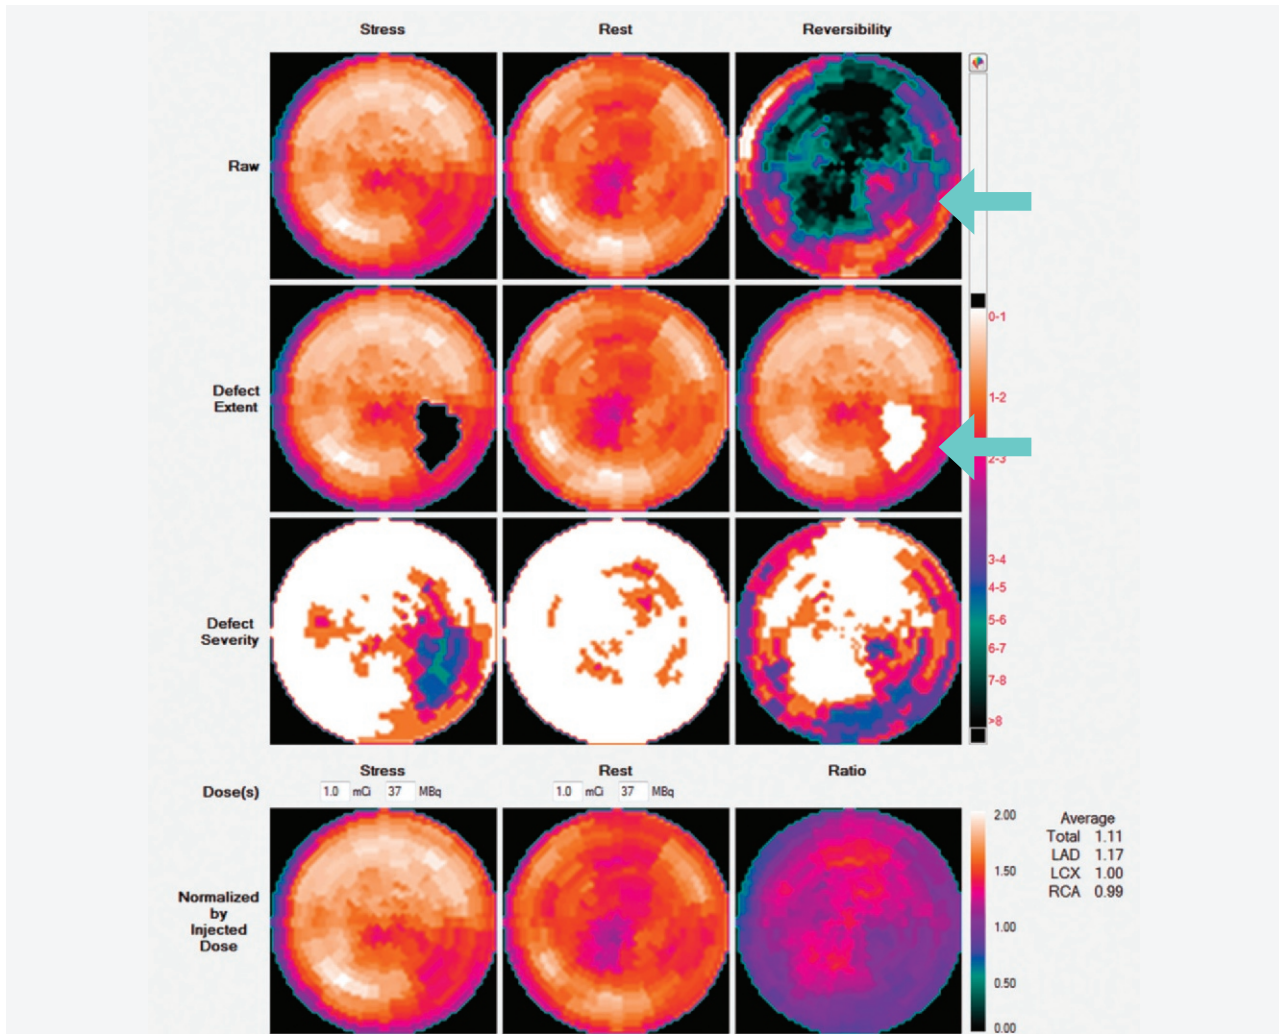 Stress Rest Reversibility
Raw
0-1
Defect
Extent
1-2
2-3
3-4
4-5
Defect
Severity
5-6
6-7
7-8
>8
Stress Rest Ratio
Dose(s) 1.0 mCi 37 MBq 1.0 mCi 37 MBq
2.00
Average
Total 1.11
LAD 1.17
1.50
LCX 1.00
RCA 0.99
Normalized
by
Injected
Dose
1.00
0.50
0.00